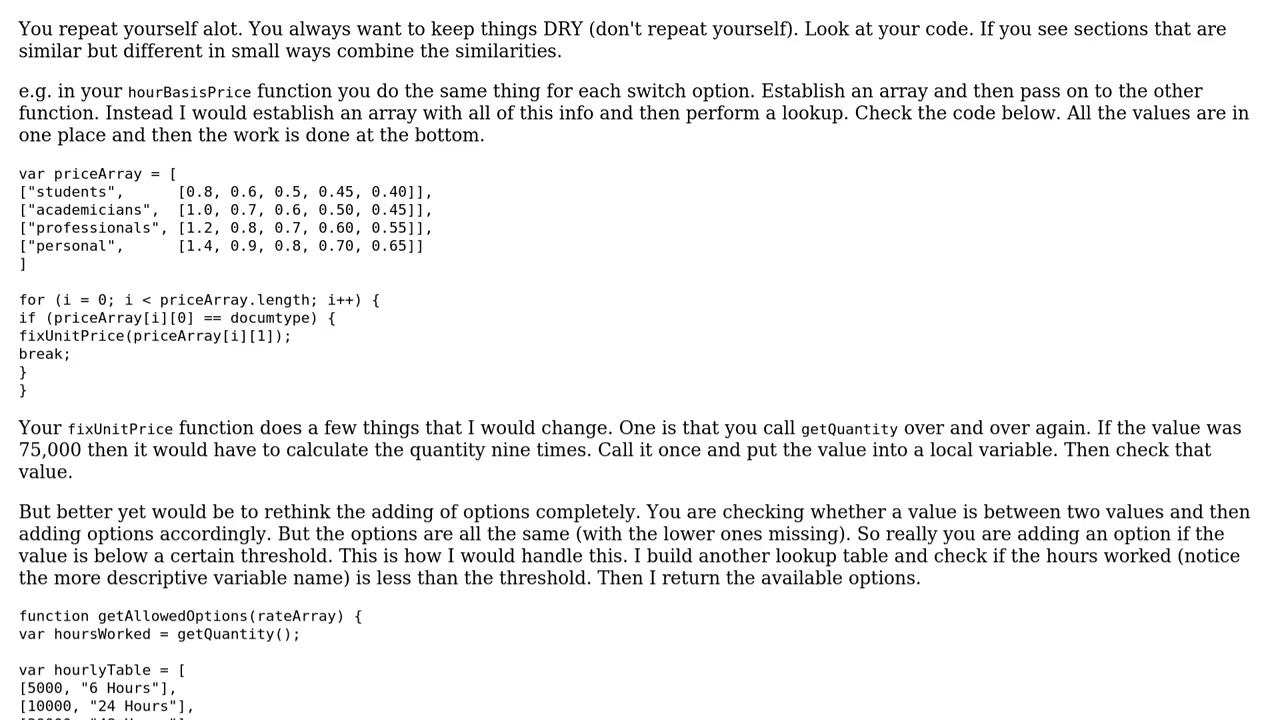 You repeat yourself alot. You always want to keep things DRY (don't repeat yourself). Look at your code. If you see sections that are
similar but different in small ways combine the similarities.
e.g. in your hourBasisPrice function you do the same thing for each switch option. Establish an array and then pass on to the other
function. Instead I would establish an array with all of this info and then perform a lookup. Check the code below. All the values are in
one place and then the work is done at the bottom.
var priceArray = [
["students",      [0.8, 0.6, 0.5, 0.45, 0.40]],
["academicians",  [1.0, 0.7, 0.6, 0.50, 0.45]],
["professionals", [1.2, 0.8, 0.7, 0.60, 0.55]],
["personal",      [1.4, 0.9, 0.8, 0.70, 0.65]]
]
for (i = 0; i < priceArray.length; i++) {
if (priceArray[i][0] == documtype) {
fixUnitPrice(priceArray[i][1]);
break;
}
}
Your fixUnitPrice function does a few things that I would change. One is that you call getQuantity over and over again. If the value was
75,000 then it would have to calculate the quantity nine times. Call it once and put the value into a local variable. Then check that
value.
But better yet would be to rethink the adding of options completely. You are checking whether a value is between two values and then
adding options accordingly. But the options are all the same (with the lower ones missing). So really you are adding an option if the
value is below a certain threshold. This is how I would handle this. I build another lookup table and check if the hours worked (notice
the more descriptive variable name) is less than the threshold. Then I return the available options.
function getAllowedOptions(rateArray) {
var hoursWorked = getQuantity();
var hourlyTable = [
[5000, "6 Hours"],
[10000, "24 Hours"],